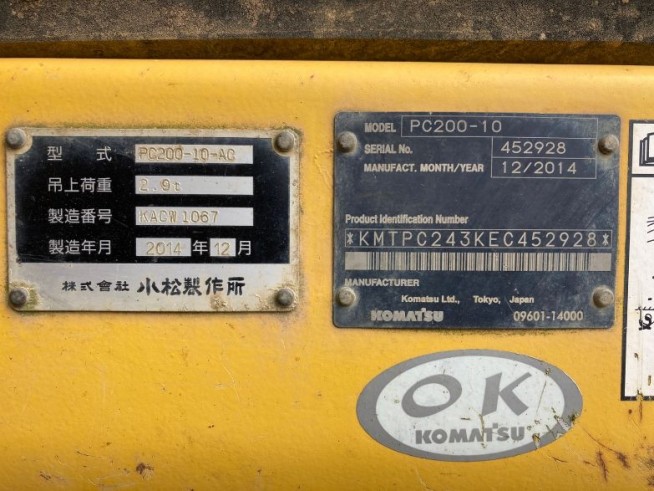 型 式 PC200-10-AC
吊上荷重 2.9t
製造番号 KACW1067
製造年月 2014 年 12 月
株式會社 小松製作所
MODEL PC200-10
SERIAL No. 452928
MANUFACT. MONTH/YEAR 12/2014
Product Identification Number
*KMTPC243KEC452928*
MANUFACTURER
Komatsu Ltd., Tokyo, Japan
KOMATSU 09601-14000
OK
KOMATSU